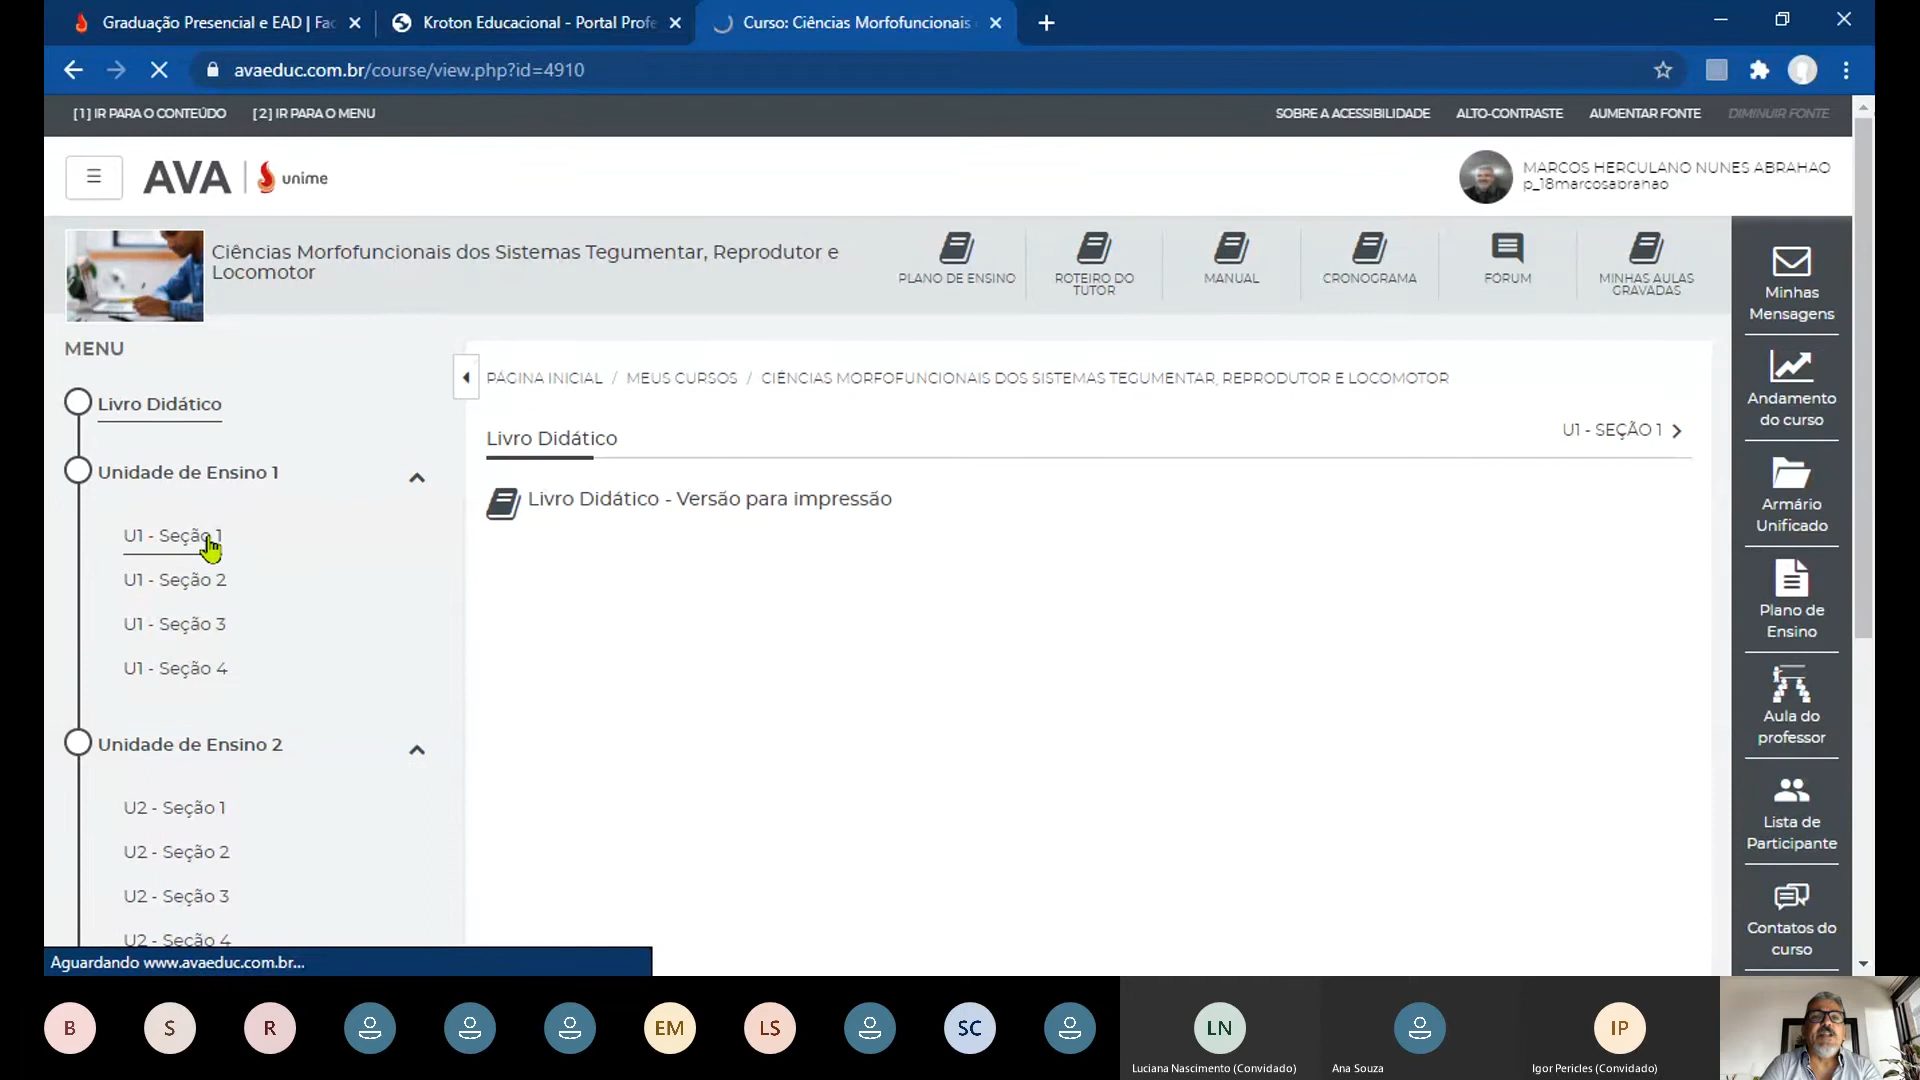 Graduação Presencial e EAD | Fac
Kroton Educacional - Portal Profe
Curso: Ciências Morfofuncionais
avaeduc.com.br/course/view.php?id=4910
[1] IR PARA O CONTEÚDO [2] IR PARA O MENU
SOBRE A ACESSIBILIDADE ALTO-CONTRASTE AUMENTAR FONTE DIMINUIR FONTE
AVA unime
MARCOS HERCULANO NUNES ABRAHAO
p_18marcosabrahao
Ciências Morfofuncionais dos Sistemas Tegumentar, Reprodutor e
Locomotor
PLANO DE ENSINO
ROTEIRO DO
TUTOR
MANUAL
CRONOGRAMA
FÓRUM
MINHAS AULAS
GRAVADAS
MENU
Livro Didático
Unidade de Ensino 1
U1 - Seção 1
U1 - Seção 2
U1 - Seção 3
U1 - Seção 4
Unidade de Ensino 2
U2 - Seção 1
U2 - Seção 2
U2 - Seção 3
U2 - Seção 4
PÁGINA INICIAL / MEUS CURSOS / CIÊNCIAS MORFOFUNCIONAIS DOS SISTEMAS TEGUMENTAR, REPRODUTOR E LOCOMOTOR
Livro Didático
U1 - SEÇÃO 1
Livro Didático - Versão para impressão
Minhas
Mensagens
Andamento
do curso
Armário
Unificado
Plano de
Ensino
Aula do
professor
Lista de
Participante
Contatos do
curso
Aguardando www.avaeduc.com.br...
B S R EM LS SC LN IP
Luciana Nascimento (Convidado)
Ana Souza
Igor Pericles (Convidado)